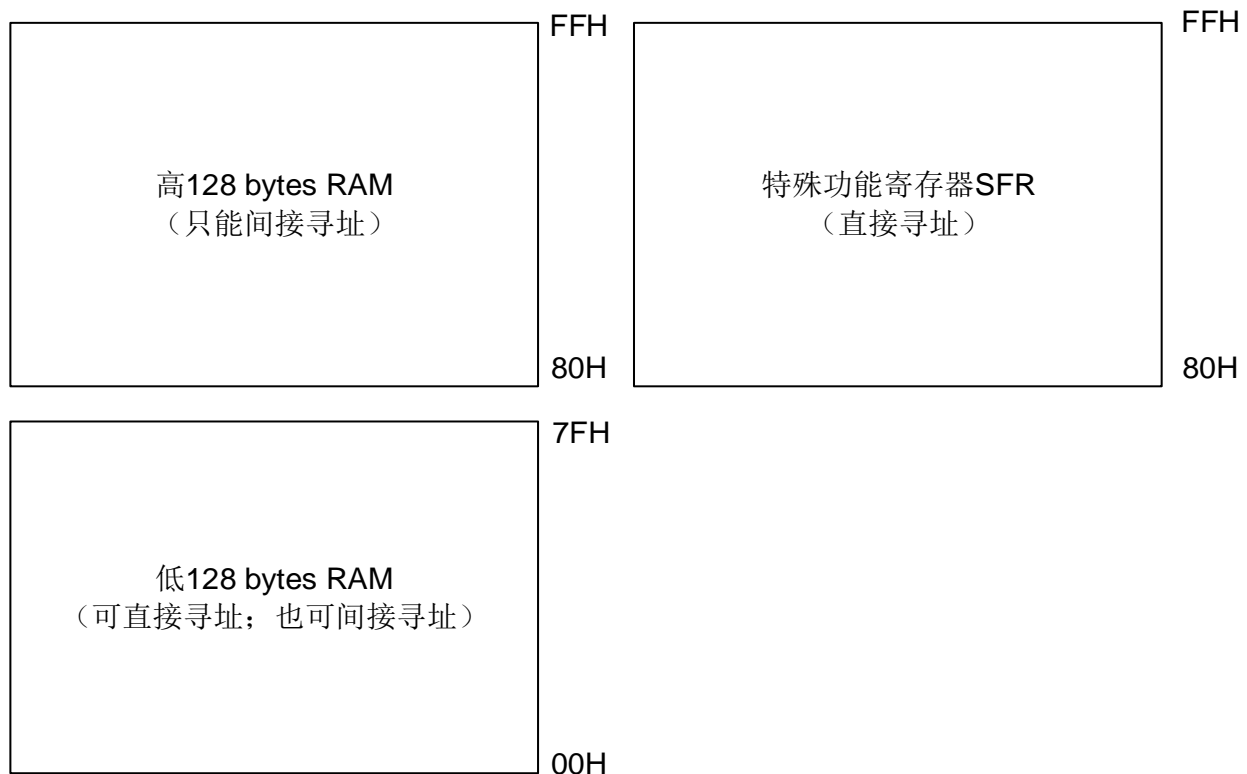 FFH
高128 bytes RAM
（只能间接寻址）
80H
FFH
特殊功能寄存器SFR
（直接寻址）
80H
7FH
低128 bytes RAM
（可直接寻址；也可间接寻址）
00H